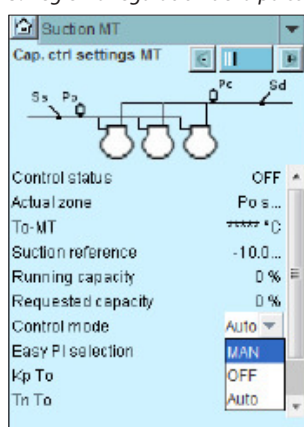 Suction MT
Cap. ctrl settings MT
Pc Sd
Ss Po
Control status OFF
Actual zone Pos...
To-MT ***** °C
Suction reference -10.0...
Running capacity 0 %
Requested capacity 0 %
Control mode Auto
Easy PI selection MAN
Kp To OFF
Tn To Auto